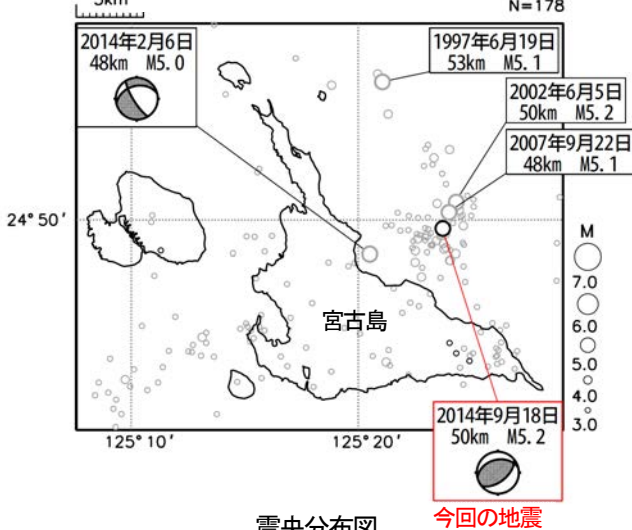 5km
N=178
2014年2月6日
48km M5.0
1997年6月19日
53km M5.1
2002年6月5日
50km M5.2
2007年9月22日
48km M5.1
24°50′
M
7.0
6.0
5.0
4.0
3.0
宮古島
2014年9月18日
50km M5.2
125°10′
125°20′
今回の地震
震央分布図